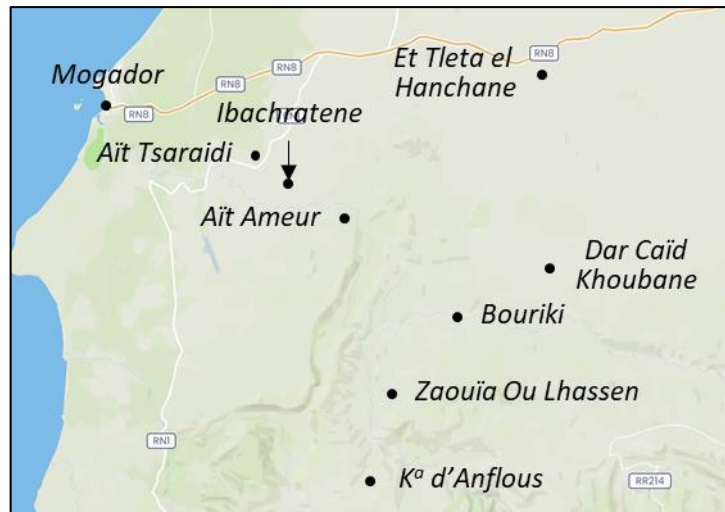 Et Tleta el
Hanchane
RN8
Mogador
RN8
RN8
RN8
Ibachratene
Aït Tsaraidi
Aït Ameur
Dar Caïd
Khoubane
Bouriki
Zaouïa Ou Lhassen
RN1
Kᵃ d’Anflous
RR214